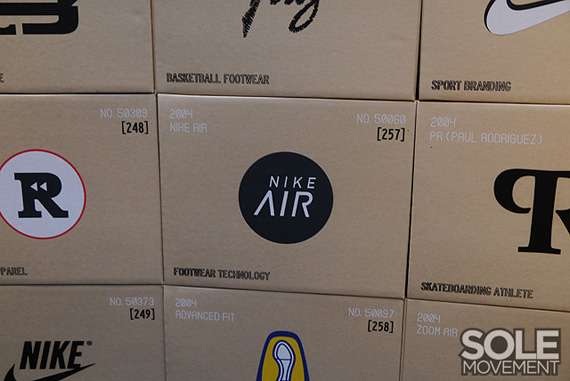 BASKETBALL FOOTWEAR
SPORT BRANDING
NO. 50309
[248]
R
2004
NIKE AIR
NO. 50060
[257]
NIKE
AIR
FOOTWEAR TECHNOLOGY
2004
PR (PAUL RODRIGUEZ)
SKATEBOARDING ATHLETE
NO. 50373
[249]
NIKE
2004
ADVANCED FIT
NO. 50097
[258]
2004
ZOOM AIR
SOLE
MOVEMENT